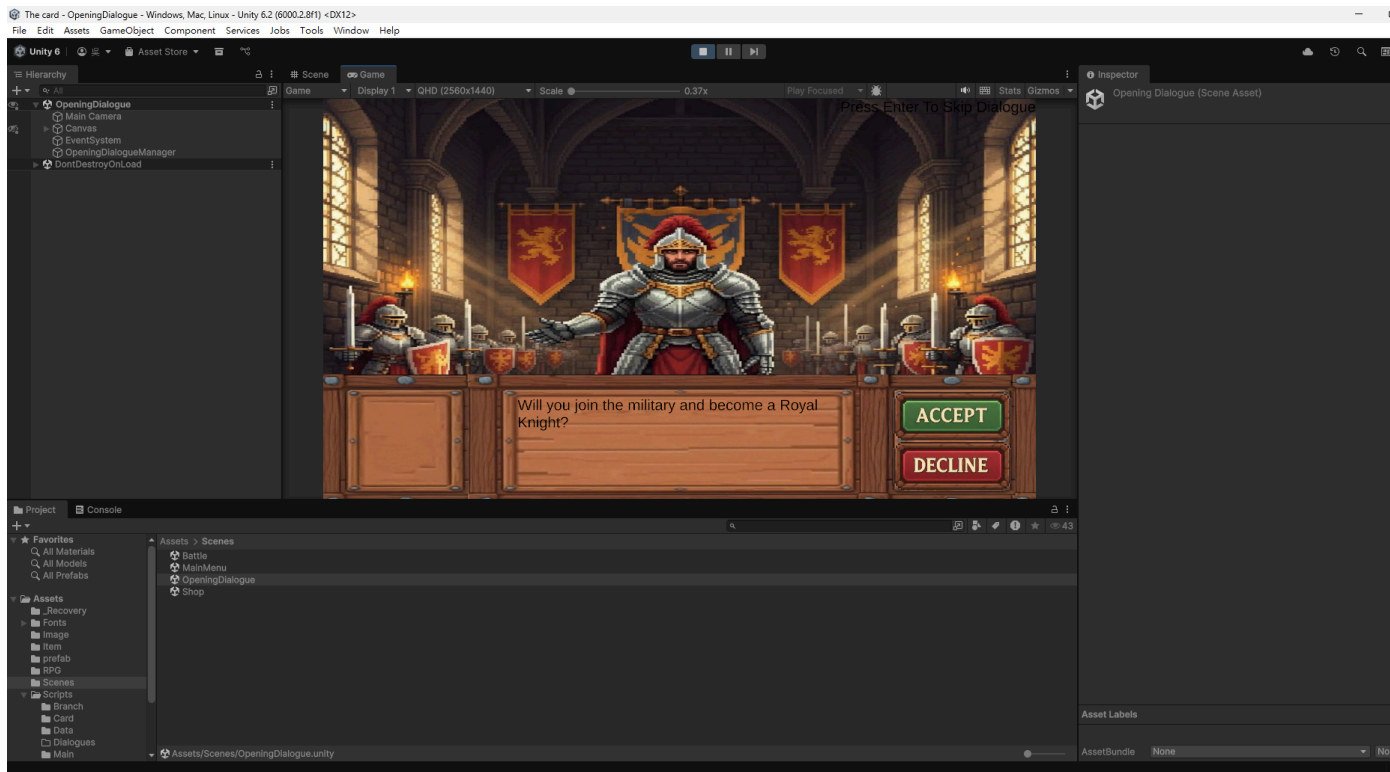 The card - OpeningDialogue - Windows, Mac, Linux - Unity 6.2 (6000.2.8f1) <DX12>
File Edit Assets GameObject Component Services Jobs Tools Window Help
Unity 6 Asset Store
Hierarchy
All
OpeningDialogue
Main Camera
Canvas
EventSystem
OpeningDialogueManager
DontDestroyOnLoad
Scene Game
Game Display 1 QHD (2560x1440) Scale 0.37x Play Focused Stats Gizmos
Press Enter To Skip Dialogue
Will you join the military and become a Royal
Knight?
ACCEPT
DECLINE
Inspector
Opening Dialogue (Scene Asset)
Project Console
43
Favorites
All Materials
All Models
All Prefabs
Assets
_Recovery
Fonts
Image
Item
prefab
RPG
Scenes
Scripts
Branch
Card
Data
Dialogues
Main
Assets > Scenes
Battle
MainMenu
OpeningDialogue
Shop
Assets/Scenes/OpeningDialogue.unity
Asset Labels
AssetBundle None No